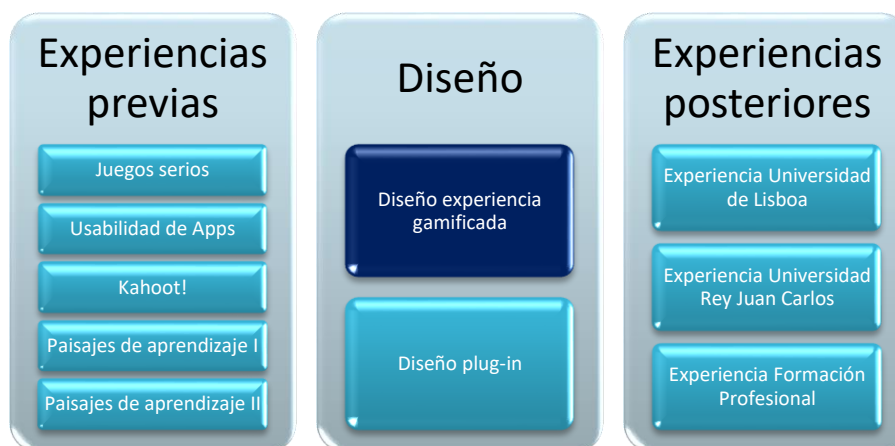 Experiencias
previas
Juegos serios
Usabilidad de Apps
Kahoot!
Paisajes de aprendizaje I
Paisajes de aprendizaje II
Diseño
Diseño experiencia
gamificada
Diseño plug-in
Experiencias
posteriores
Experiencia Universidad
de Lisboa
Experiencia Universidad
Rey Juan Carlos
Experiencia Formación
Profesional